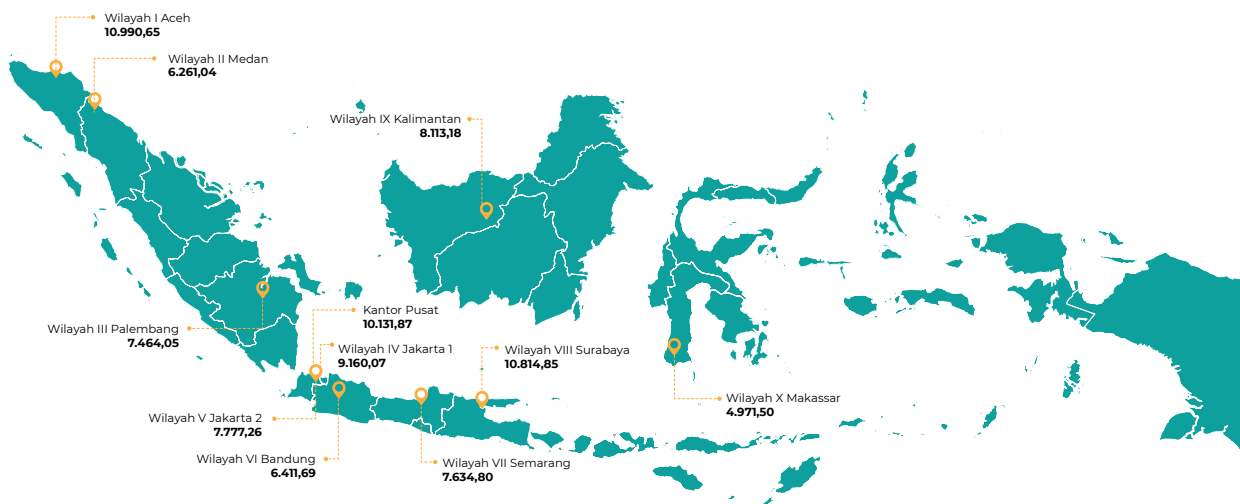 Wilayah I Aceh
10.990,65
Wilayah II Medan
6.261,04
Wilayah IX Kalimantan
8.113,18
Kantor Pusat
10.131,87
Wilayah III Palembang
7.464,05
Wilayah IV Jakarta 1
9.160,07
Wilayah VIII Surabaya
10.814,85
Wilayah X Makassar
4.971,50
Wilayah V Jakarta 2
7.777,26
Wilayah VI Bandung
6.411,69
Wilayah VII Semarang
7.634,80